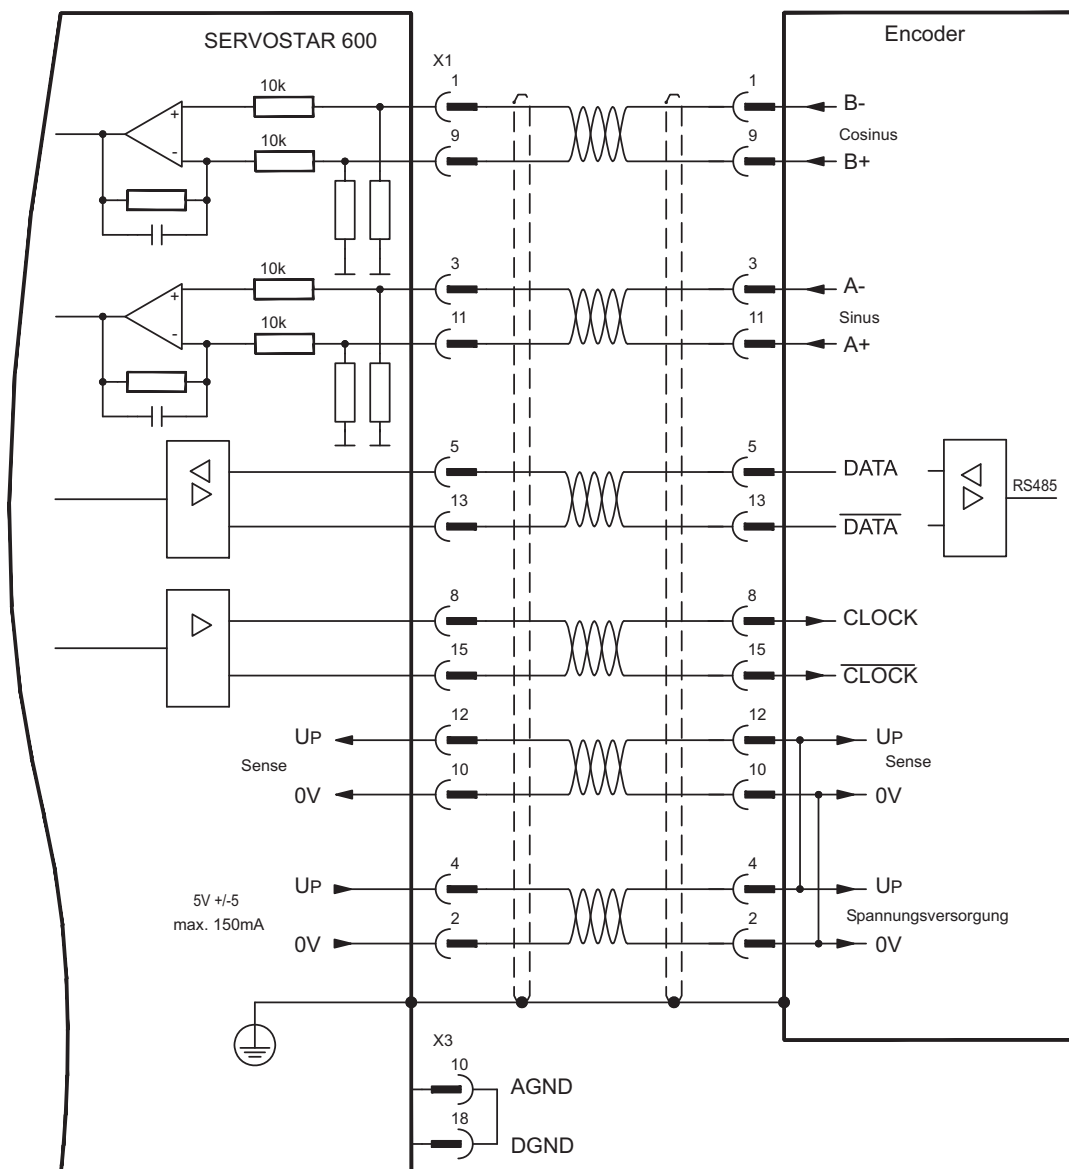 SERVOSTAR 600
Encoder
X1
10k
1
1
B-
+
Cosinus
10k
9
9
B+
-
10k
3
3
A-
+
Sinus
10k
11
11
A+
-
5
5
DATA
RS485
13
13
DATA
8
8
CLOCK
15
15
CLOCK
UP
12
12
UP
Sense
Sense
0V
10
10
0V
UP
4
4
UP
5V +/-5
max. 150mA
Spannungsversorgung
0V
2
2
0V
X3
10
AGND
18
DGND